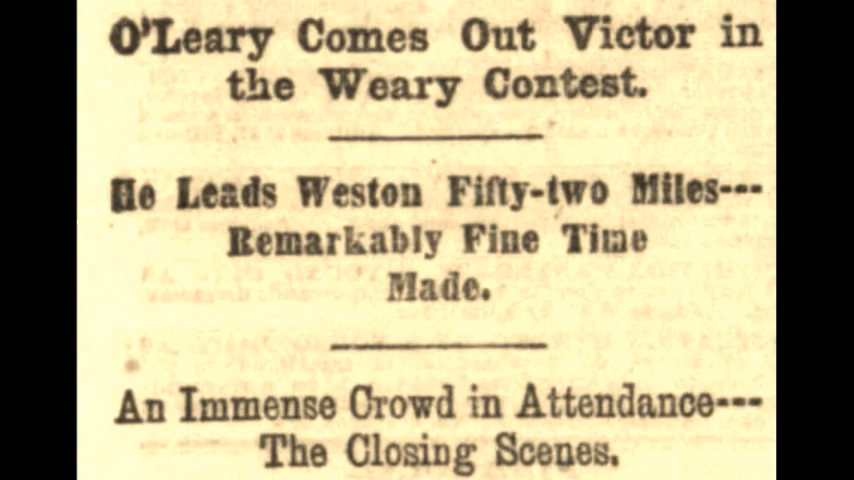 O'Leary Comes Out Victor in
the Weary Contest.
He Leads Weston Fifty-two Miles---
Remarkably Fine Time
Made.
An Immense Crowd in Attendance---
The Closing Scenes.